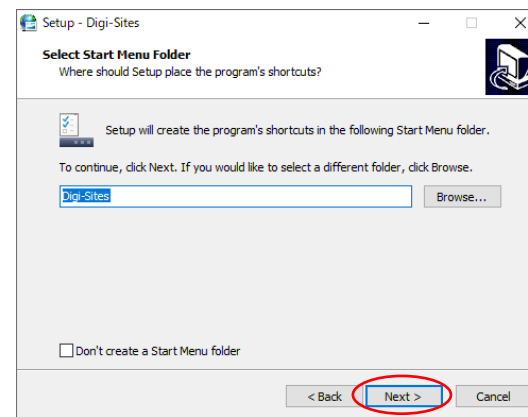 Setup - Digi-Sites
Select Start Menu Folder
Where should Setup place the program's shortcuts?
Setup will create the program's shortcuts in the following Start Menu folder.
To continue, click Next. If you would like to select a different folder, click Browse.
Digi-Sites
Browse...
Don't create a Start Menu folder
< Back
Next >
Cancel